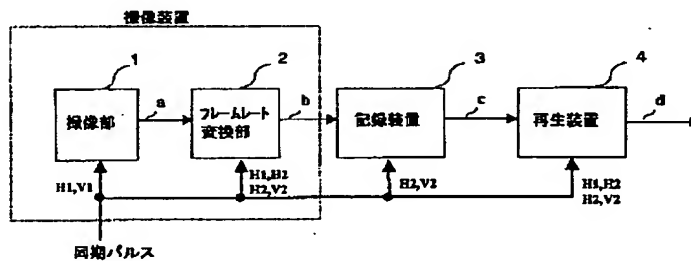 撮像装置
1
2
3
4
撮像部
a
フレームレート
変換部
b
記録装置
c
再生装置
d
H1,V1
H1,H2
H2,V2
H2,V2
H1,H2
H2,V2
同期パルス